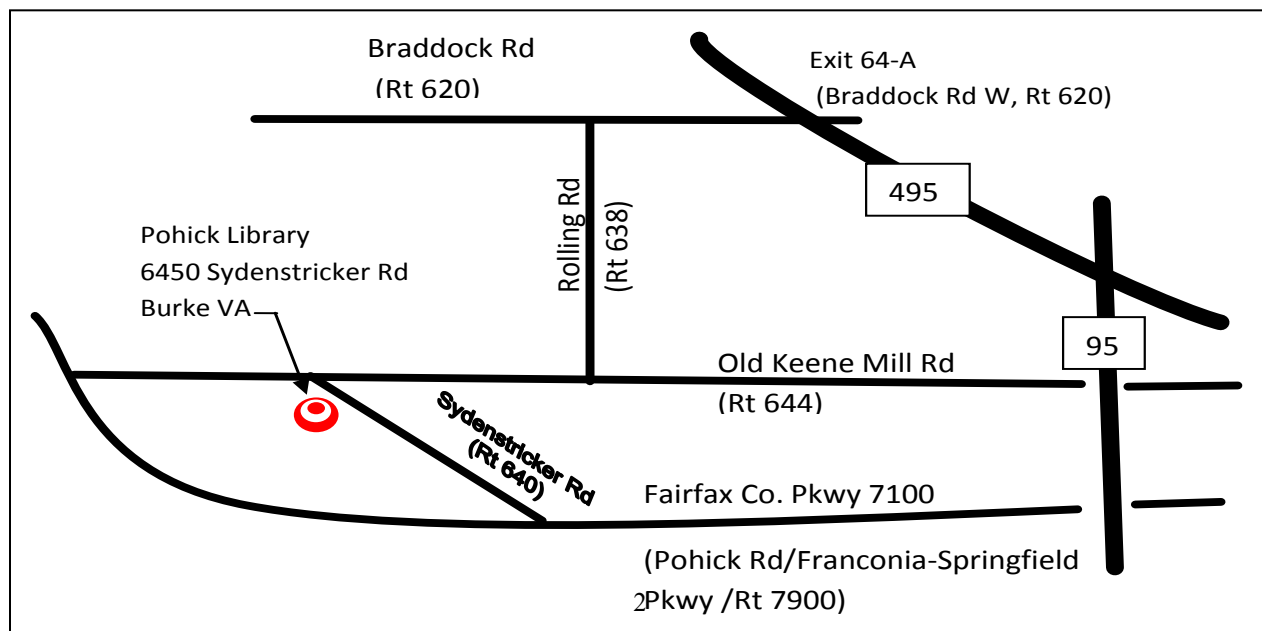 Braddock Rd
(Rt 620)
Exit 64-A
(Braddock Rd W, Rt 620)
495
Rolling Rd
(Rt 638)
Pohick Library
6450 Sydenstricker Rd
Burke VA
95
Old Keene Mill Rd
(Rt 644)
Sydenstricker Rd
(Rt 640)
Fairfax Co. Pkwy 7100
(Pohick Rd/Franconia-Springfield
2Pkwy /Rt 7900)